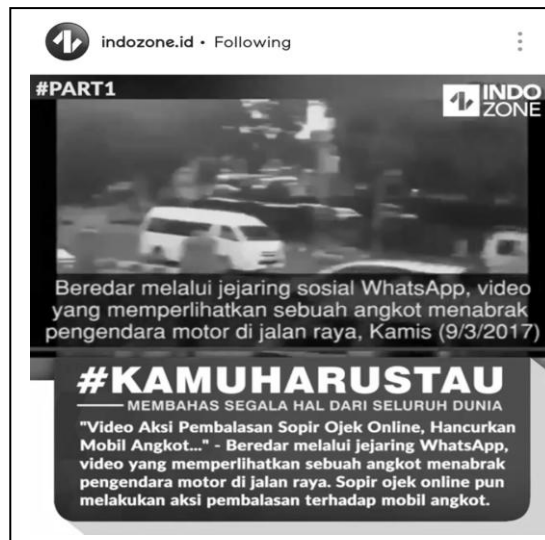 indozone.id • Following
#PART1
INDO
ZONE
Beredar melalui jejaring sosial WhatsApp, video
yang memperlihatkan sebuah angkot menabrak
pengendara motor di jalan raya, Kamis (9/3/2017)
#KAMUHARUSTAU
MEMBAHAS SEGALA HAL DARI SELURUH DUNIA
"Video Aksi Pembalasan Sopir Ojek Online, Hancurkan
Mobil Angkot..." - Beredar melalui jejaring WhatsApp,
video yang memperlihatkan sebuah angkot menabrak
pengendara motor di jalan raya. Sopir ojek online pun
melakukan aksi pembalasan terhadap mobil angkot.